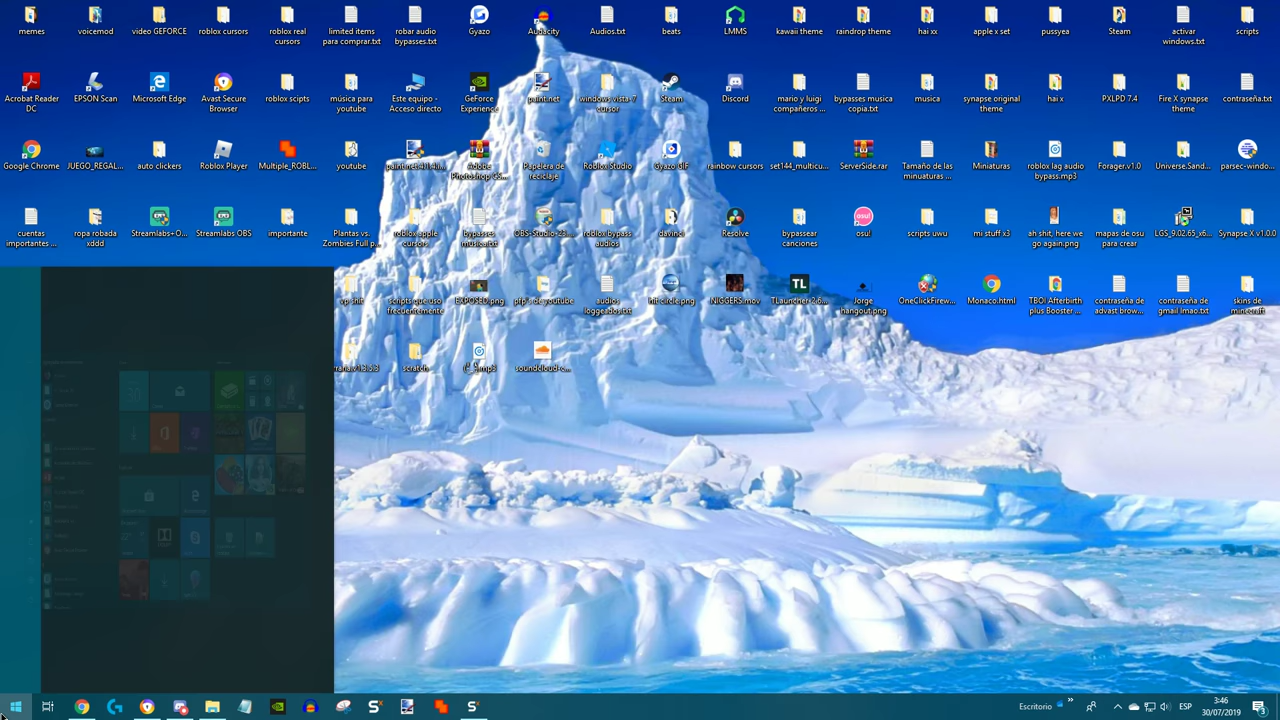 memes
voicemod
video GEFORCE
roblox cursors
roblox real
cursors
limited items
para comprar.txt
robar audio
bypasses.txt
Gyazo
Audacity
Audios.txt
beats
LMMS
kawaii theme
raindrop theme
hai xx
apple x set
pussyea
Steam
activar
windows.txt
scripts
Acrobat Reader
DC
EPSON Scan
Microsoft Edge
Avast Secure
Browser
roblox scipts
música para
youtube
Este equipo -
Acceso directo
GeForce
Experience
paint.net
windows vista-7
cursor
Steam
Discord
mario y luigi
compañeros ...
bypasses musica
copia.txt
musica
synapse original
theme
hai x
PXLPD 7.4
Fire X synapse
theme
contraseña.txt
Google Chrome
JUEGO_REGAL...
auto clickers
Roblox Player
Multiple_ROBL...
youtube
Adobe
Photoshop CS...
Papelera de
reciclaje
Roblox Studio
Gyazo GIF
rainbow cursors
set144_multicu...
ServerSide.rar
Tamaño de las
minuaturas ...
Miniaturas
roblox lag audio
bypass.mp3
Forager.v1.0
Universe.Sand...
parsec-windo...
cuentas
importantes ...
ropa robada
xddd
Streamlabs+O...
Streamlabs OBS
importante
Plantas vs.
Zombies Full p...
roblox apple
cursors
bypasses
musica.txt
OBS-Studio-23...
roblox bypass
audios
davinci
Resolve
bypassear
canciones
osu!
scripts uwu
mi stuff x3
ah shit, here we
go again.png
mapas de osu
para crear
LGS_9.02.65_x6...
Synapse X v1.0.0
vp snif
scripts que uso
frecuentemente
EXPOSED.png
pfp's de youtube
audios
loggeados.txt
hit circle.png
NIGGERS.mov
TL
TLauncher-2.6...
Jorge
hangout.png
OneClickFirew...
Monaco.html
TBOI Afterbirth
plus Booster ...
contraseña de
advast brow...
contraseña de
gmail lmao.txt
skins de
minecraft
scratch
soundcloud-c...
Escritorio
»
ESP
3:46
30/07/2019
3